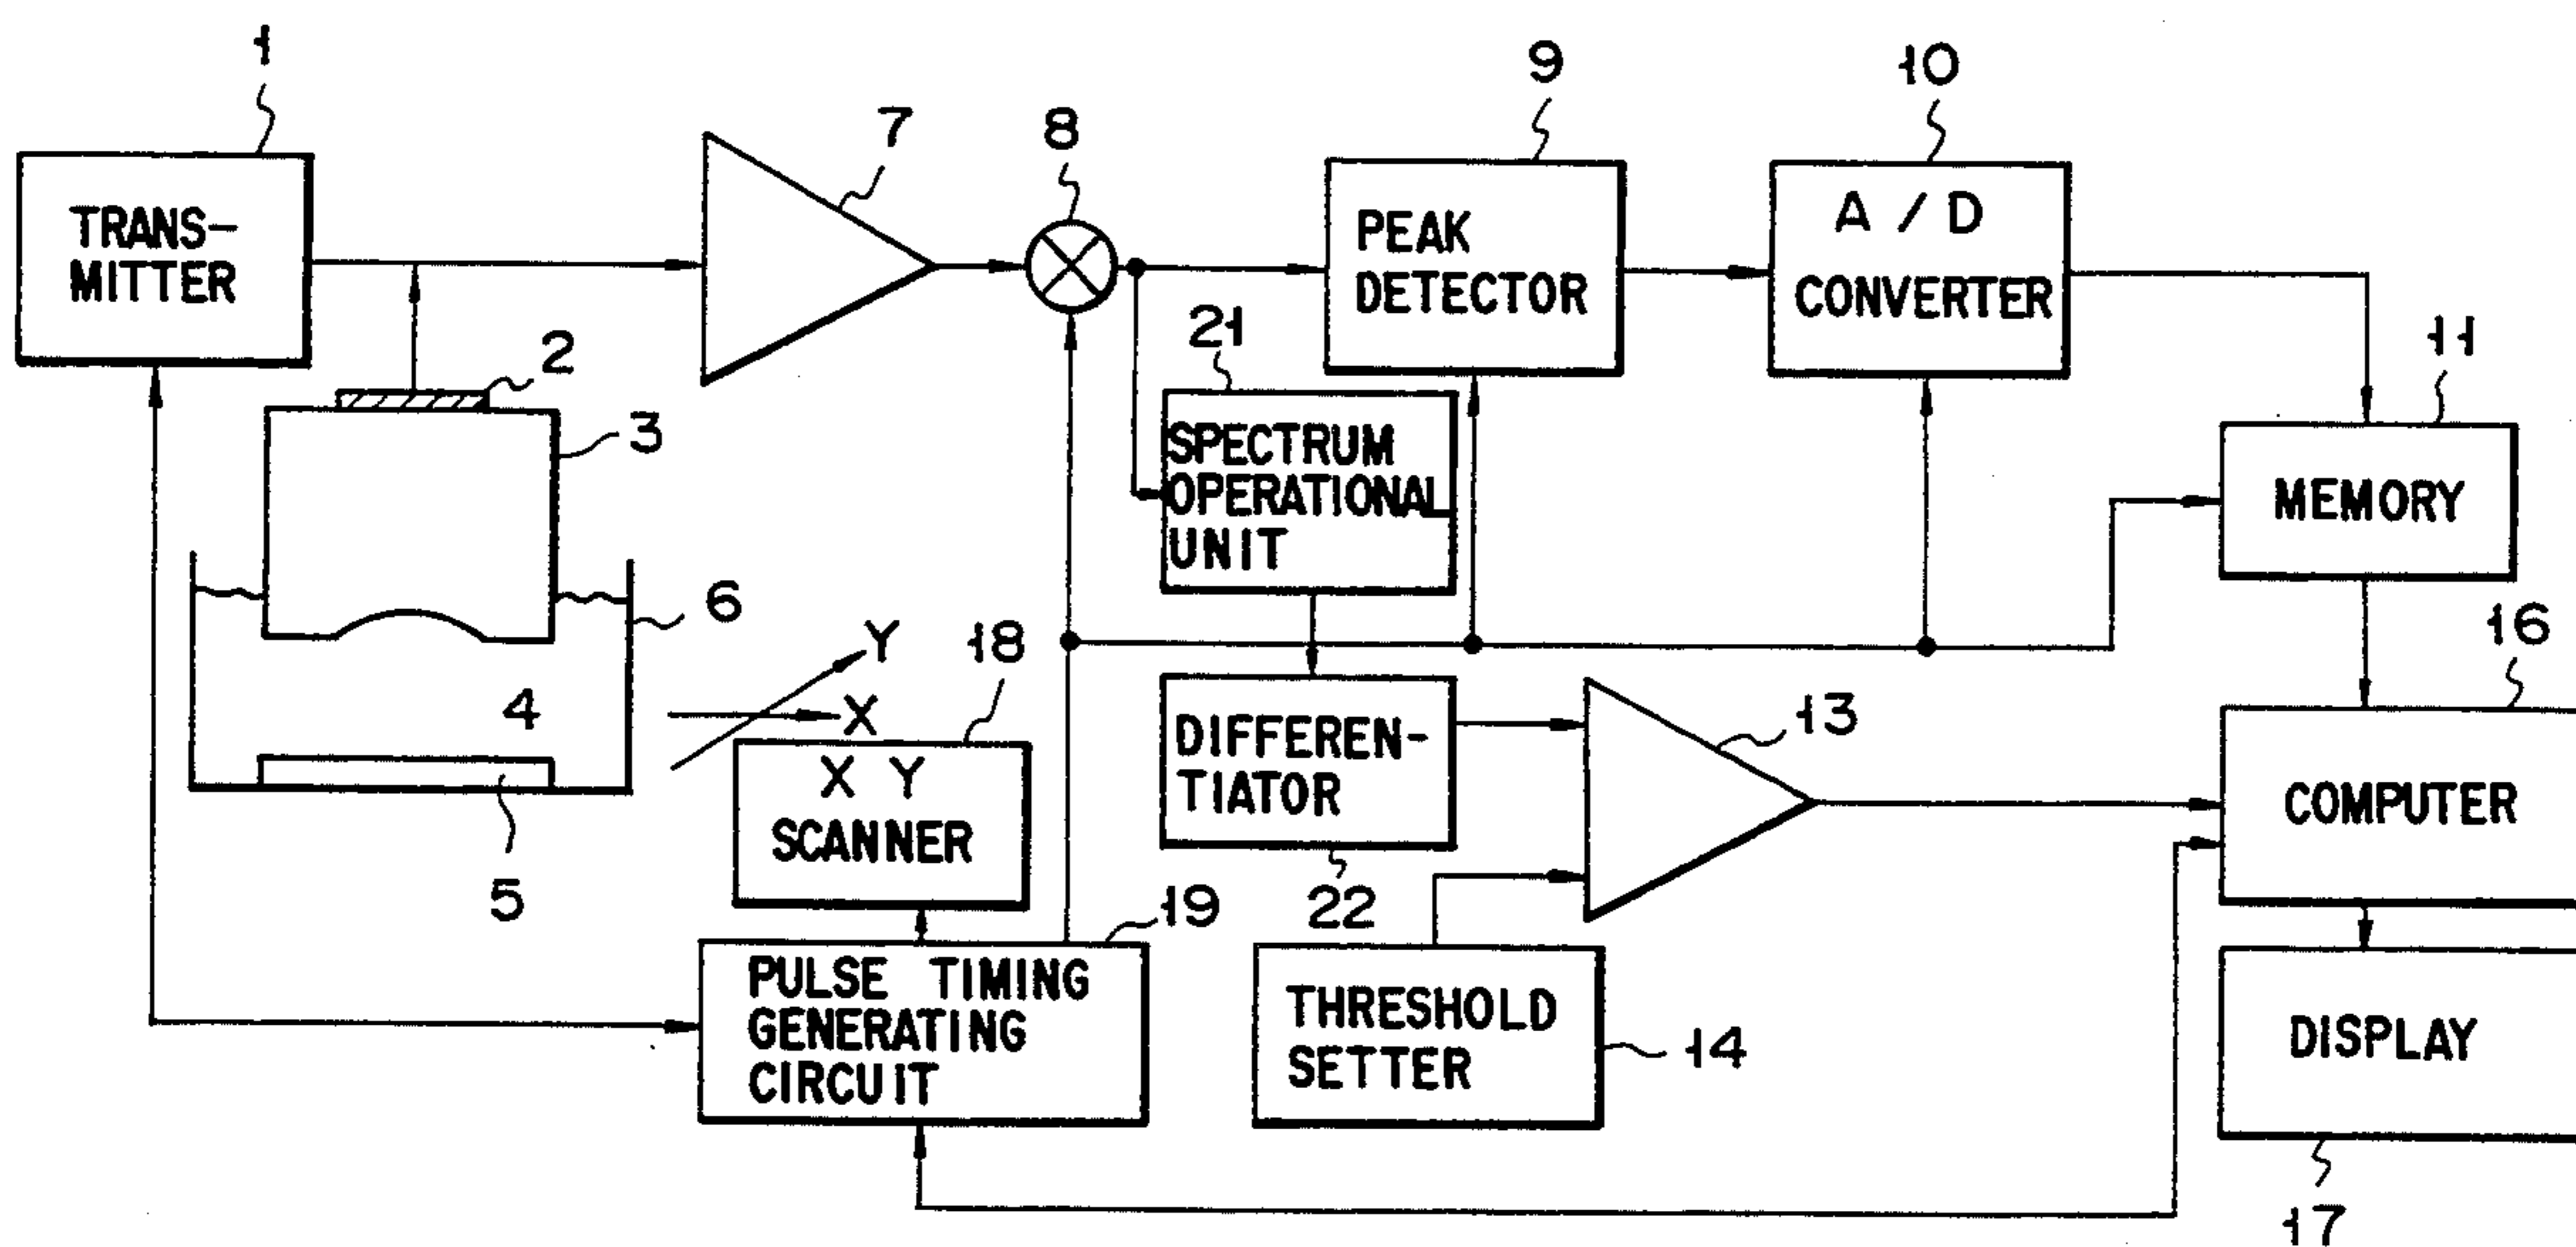 1
TRANS-
MITTER
2
3
4
5
6
7
8
9
PEAK
DETECTOR
10
A / D
CONVERTER
11
MEMORY
21
SPECTRUM
OPERATIONAL
UNIT
Y
X
18
X Y
SCANNER
19
PULSE TIMING
GENERATING
CIRCUIT
DIFFEREN-
TIATOR
22
13
THRESHOLD
SETTER
14
16
COMPUTER
DISPLAY
17